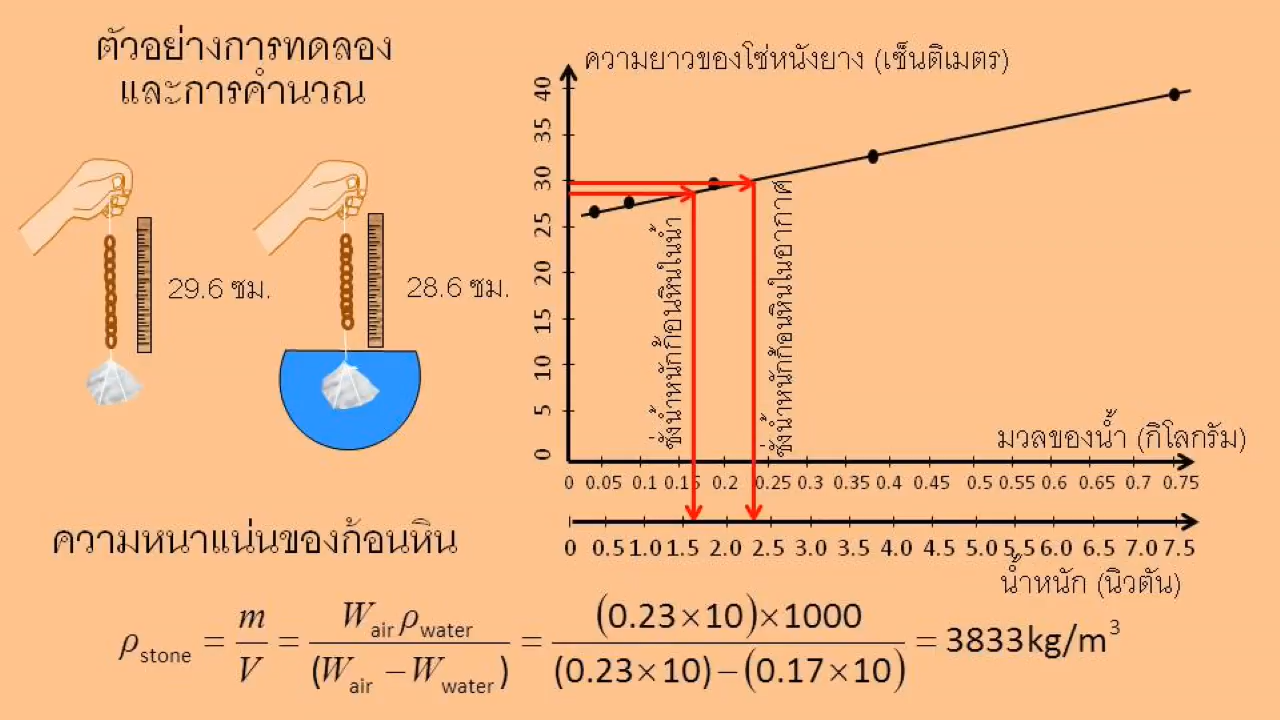 ตัวอย่างการทดลอง
และการคำนวณ
29.6 ซม.
28.6 ซม.
ความยาวของโซ่หนังยาง (เซ็นติเมตร)
40
35
30
25
20
15
10
5
0
ชั่งน้ำหนักก้อนหินในน้ำ
ชั่งน้ำหนักก้อนหินในอากาศ
มวลของน้ำ (กิโลกรัม)
0 0.05 0.1 0.15 0.2 0.25 0.3 0.35 0.4 0.45 0.5 0.55 0.6 0.65 0.7 0.75
0 0.5 1.0 1.5 2.0 2.5 3.0 3.5 4.0 4.5 5.0 5.5 6.0 6.5 7.0 7.5
น้ำหนัก (นิวตัน)
ความหนาแน่นของก้อนหิน
ρ_stone = m/V = W_air ρ_water / (W_air − W_water) = (0.23×10)×1000 / (0.23×10)−(0.17×10) = 3833kg/m³